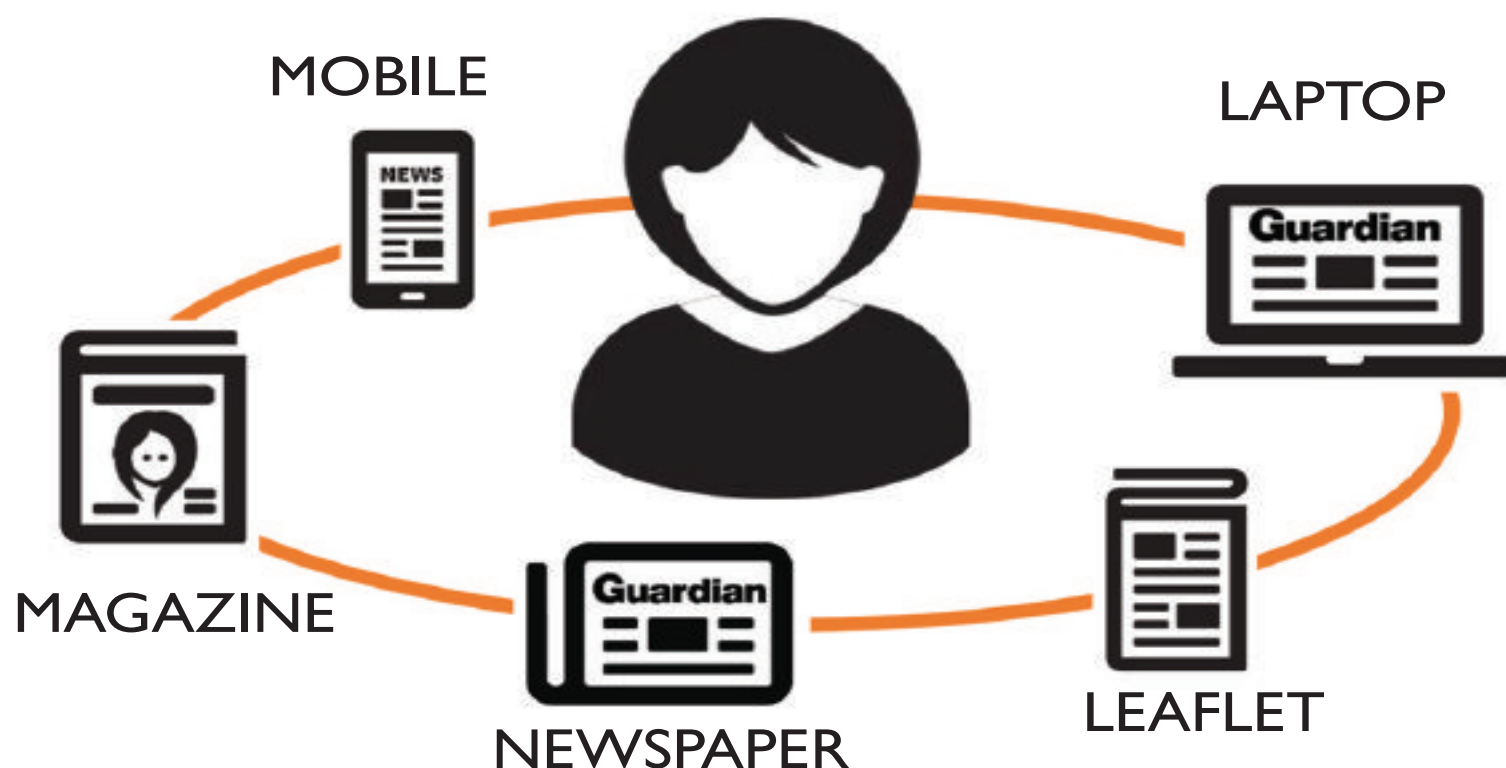 MOBILE
LAPTOP
NEWS
Guardian
MAGAZINE
Guardian
LEAFLET
NEWSPAPER